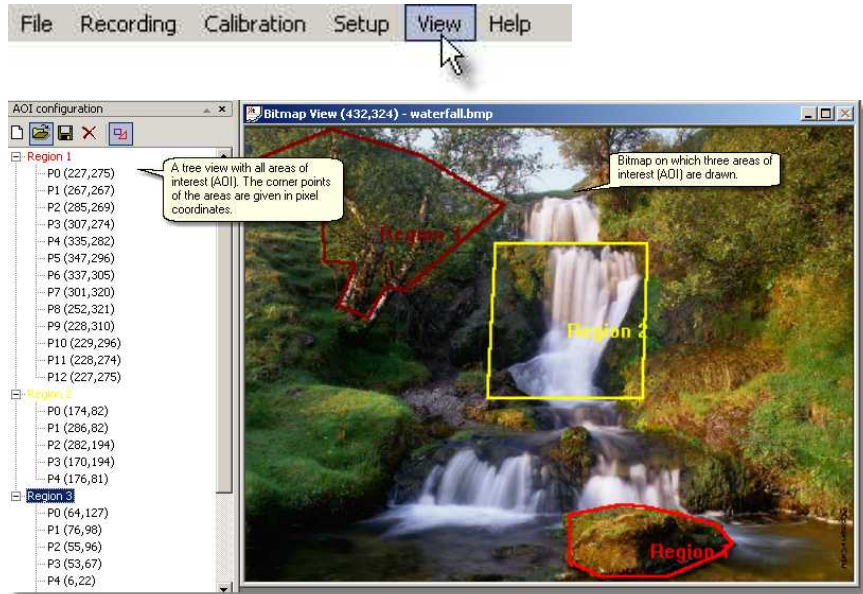 File Recording Calibration Setup View Help
AOI configuration
Region 1
P0 (227,275)
P1 (267,267)
P2 (285,269)
P3 (307,274)
P4 (335,282)
P5 (347,296)
P6 (337,305)
P7 (301,320)
P8 (252,321)
P9 (228,310)
P10 (229,296)
P11 (228,274)
P12 (227,275)
Region 2
P0 (174,82)
P1 (286,82)
P2 (282,194)
P3 (170,194)
P4 (176,81)
Region 3
P0 (64,127)
P1 (76,98)
P2 (55,96)
P3 (53,67)
P4 (6,22)
A tree view with all areas of
interest (AOI). The corner points
of the areas are given in pixel
coordinates.
Bitmap View (432,324) - waterfall.bmp
Bitmap on which three areas of
interest (AOI) are drawn.
Region 3
Region 2
Region 1